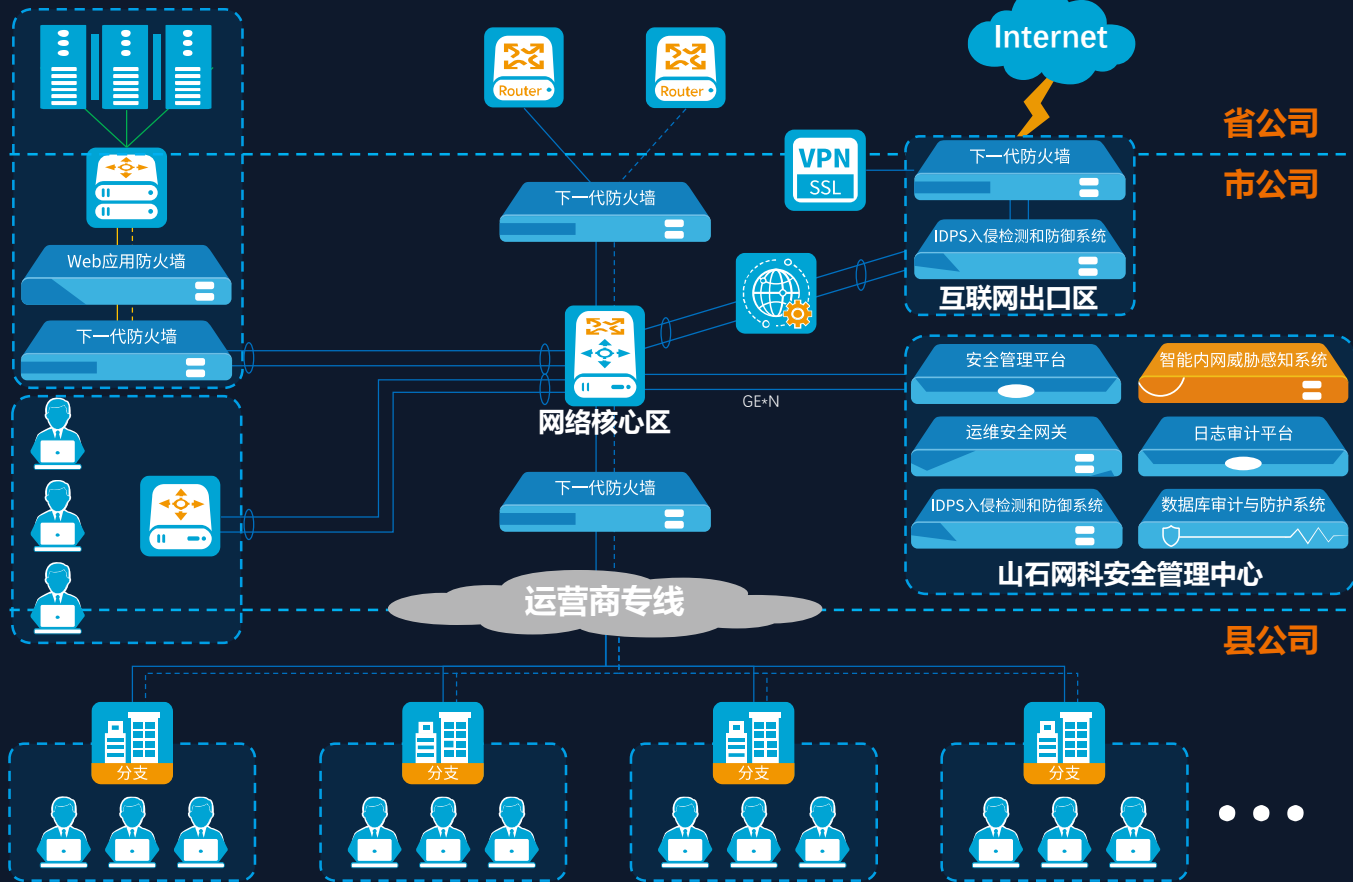 Internet
Router
Router
省公司
VPN
SSL
下一代防火墙
市公司
下一代防火墙
IDPS入侵检测和防御系统
互联网出口区
Web应用防火墙
下一代防火墙
网络核心区
GE*N
安全管理平台
智能内网威胁感知系统
运维安全网关
日志审计平台
IDPS入侵检测和防御系统
数据库审计与防护系统
山石网科安全管理中心
下一代防火墙
运营商专线
县公司
分支
分支
分支
分支